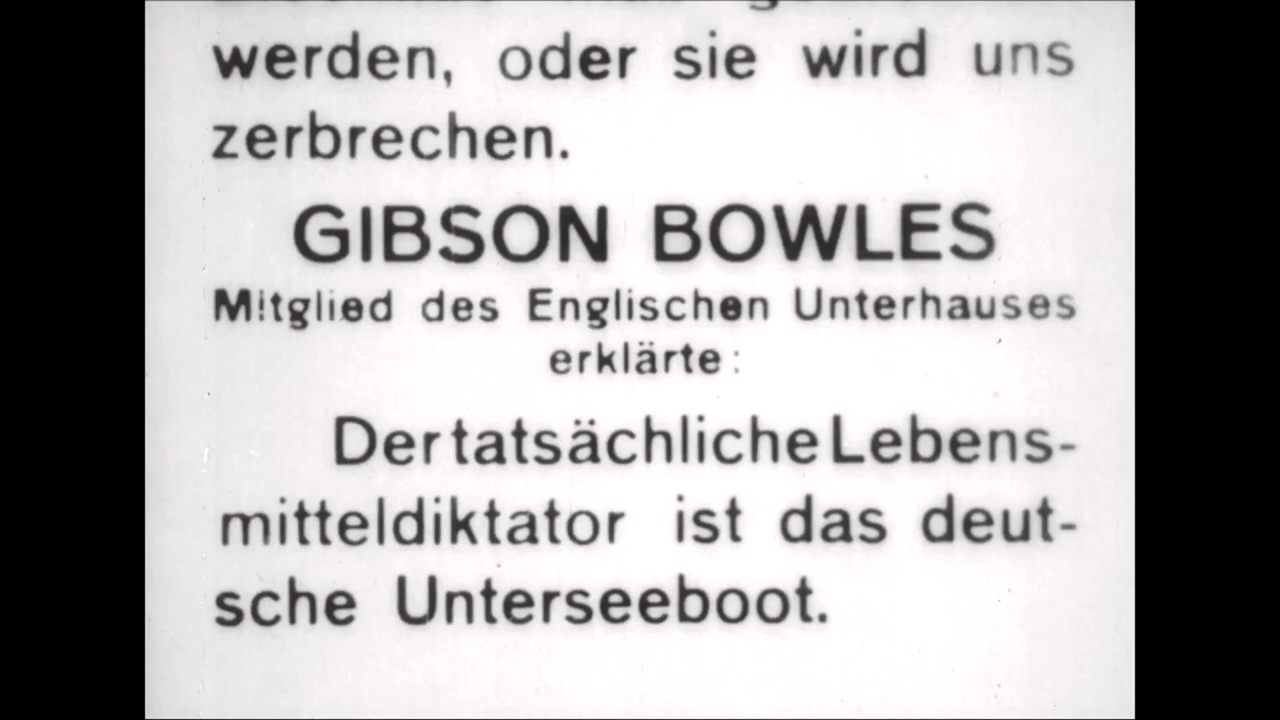 werden, oder sie wird uns
zerbrechen.
GIBSON BOWLES
Mitglied des Englischen Unterhauses
erklärte:
Der tatsächliche Lebens-
mitteldiktator ist das deut-
sche Unterseeboot.